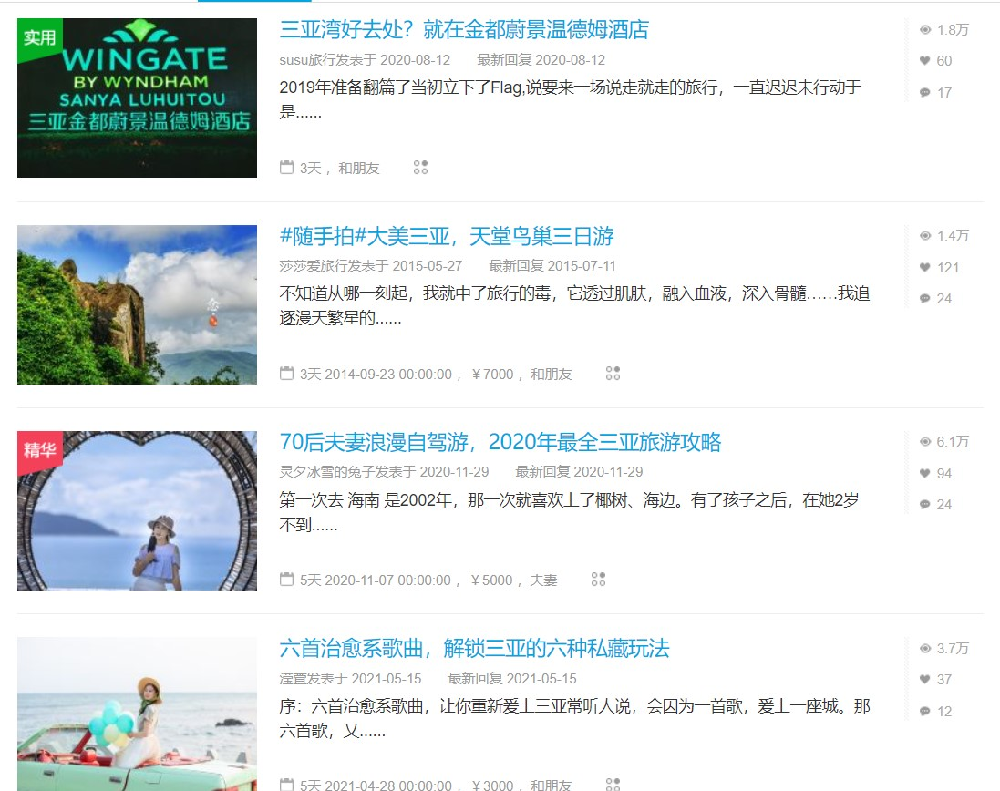 实用
WINGATE
BY WYNDHAM
SANYA LUHUITOU
三亚金都蔚景温德姆酒店
三亚湾好去处？就在金都蔚景温德姆酒店
susu旅行发表于 2020-08-12 最新回复 2020-08-12
2019年准备翻篇了当初立下了Flag,说要来一场说走就走的旅行，一直迟迟未行动于
是......
3天 ，和朋友
1.8万
60
17
#随手拍#大美三亚，天堂鸟巢三日游
莎莎爱旅行发表于 2015-05-27 最新回复 2015-07-11
不知道从哪一刻起，我就中了旅行的毒，它透过肌肤，融入血液，深入骨髓……我追
逐漫天繁星的......
3天 2014-09-23 00:00:00 ，￥7000 ，和朋友
1.4万
121
24
念
精华
70后夫妻浪漫自驾游，2020年最全三亚旅游攻略
灵夕冰雪的兔子发表于 2020-11-29 最新回复 2020-11-29
第一次去 海南 是2002年，那一次就喜欢上了椰树、海边。有了孩子之后，在她2岁
不到......
5天 2020-11-07 00:00:00 ，￥5000 ，夫妻
6.1万
94
24
六首治愈系歌曲，解锁三亚的六种私藏玩法
滢萱发表于 2021-05-15 最新回复 2021-05-15
序：六首治愈系歌曲，让你重新爱上三亚常听人说，会因为一首歌，爱上一座城。那
六首歌，又......
5天 2021-04-28 00:00:00 ，￥3000 ，和朋友
3.7万
37
12